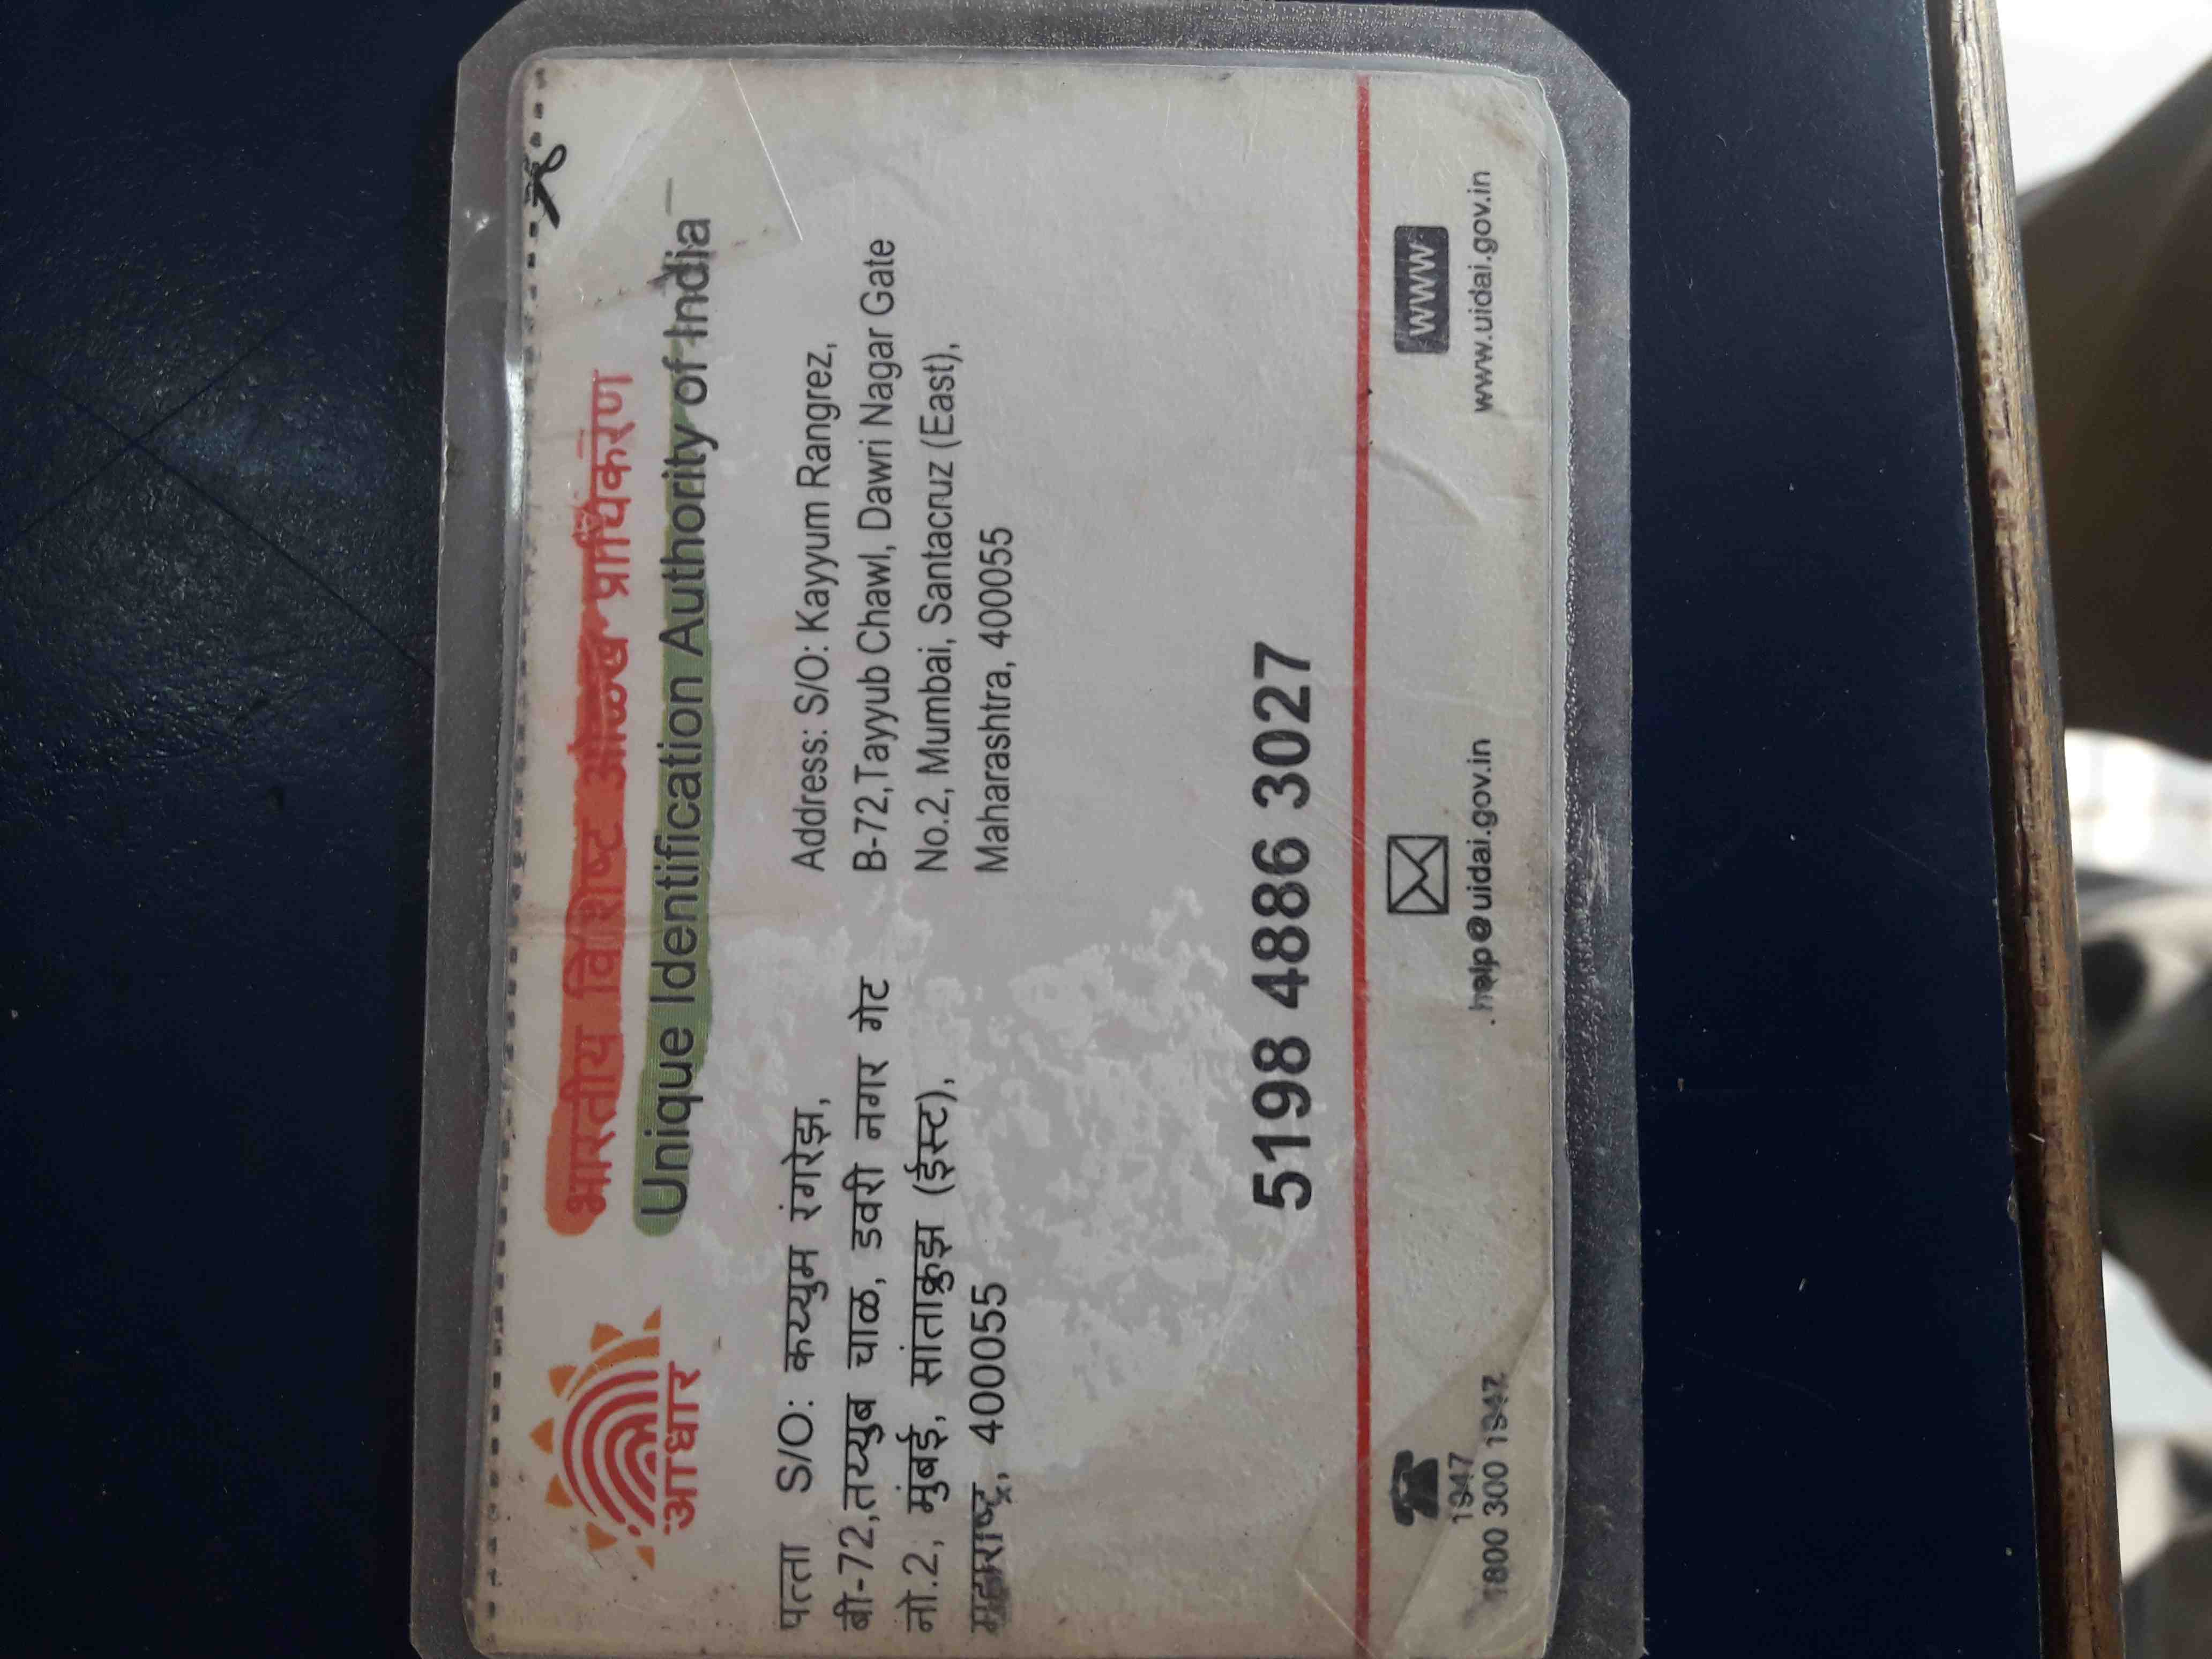 भारतीय विशिष्ट ओळख प्राधिकरण
Unique Identification Authority of India
आधार
पत्ता S/O: कय्युम रंगरेझ,
बी-72,तय्युब चाळ, डवरी नगर गेट
नो.2, मुंबई, सांताक्रुझ (ईस्ट),
महाराष्ट्र, 400055
Address: S/O: Kayyum Rangrez,
B-72,Tayyub Chawl, Dawri Nagar Gate
No.2, Mumbai, Santacruz (East),
Maharashtra, 400055
5198 4886 3027
1947
1800 300 1947
help@uidai.gov.in
www
www.uidai.gov.in